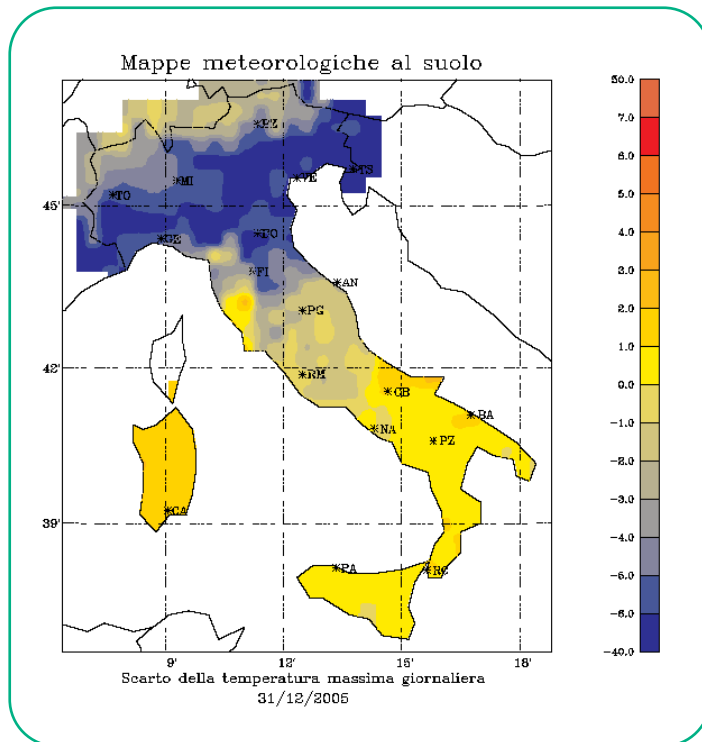 Mappe meteorologiche al suolo
*BZ
*MI
*VE
*TS
*TO
45'
*GE
*BO
*FI
*AN
*PG
42'
*RM
*CB
*BA
*NA
*PZ
*CA
39'
*PA
*RC
9'
12'
15'
18'
Scarto della temperatura massima giornaliera
31/12/2005
50.0
7.0
6.0
5.0
4.0
3.0
2.0
1.0
0.0
-1.0
-2.0
-3.0
-4.0
-5.0
-6.0
-40.0